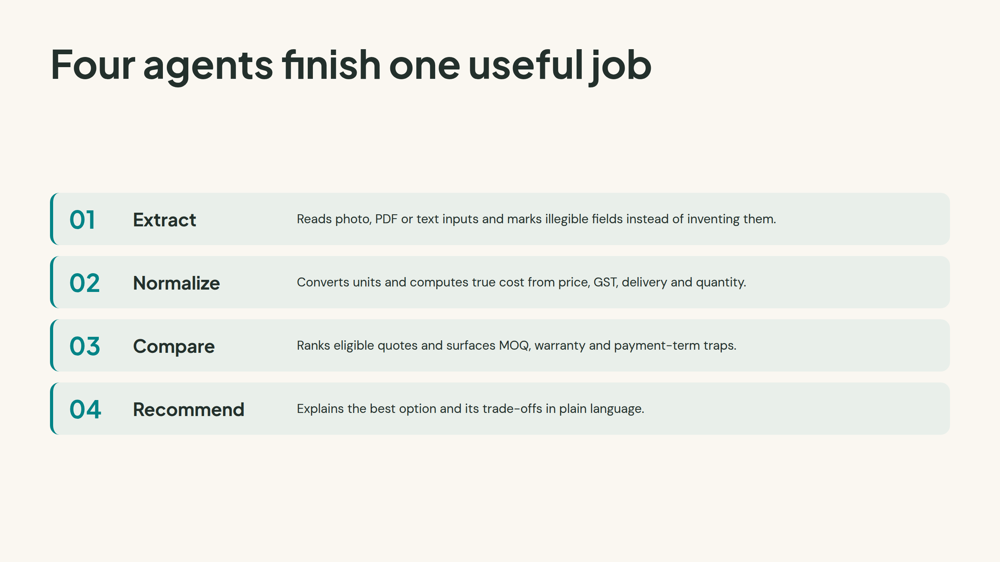 Four agents finish one useful job
01 Extract Reads photo, PDF or text inputs and marks illegible fields instead of inventing them.
02 Normalize Converts units and computes true cost from price, GST, delivery and quantity.
03 Compare Ranks eligible quotes and surfaces MOQ, warranty and payment-term traps.
04 Recommend Explains the best option and its trade-offs in plain language.